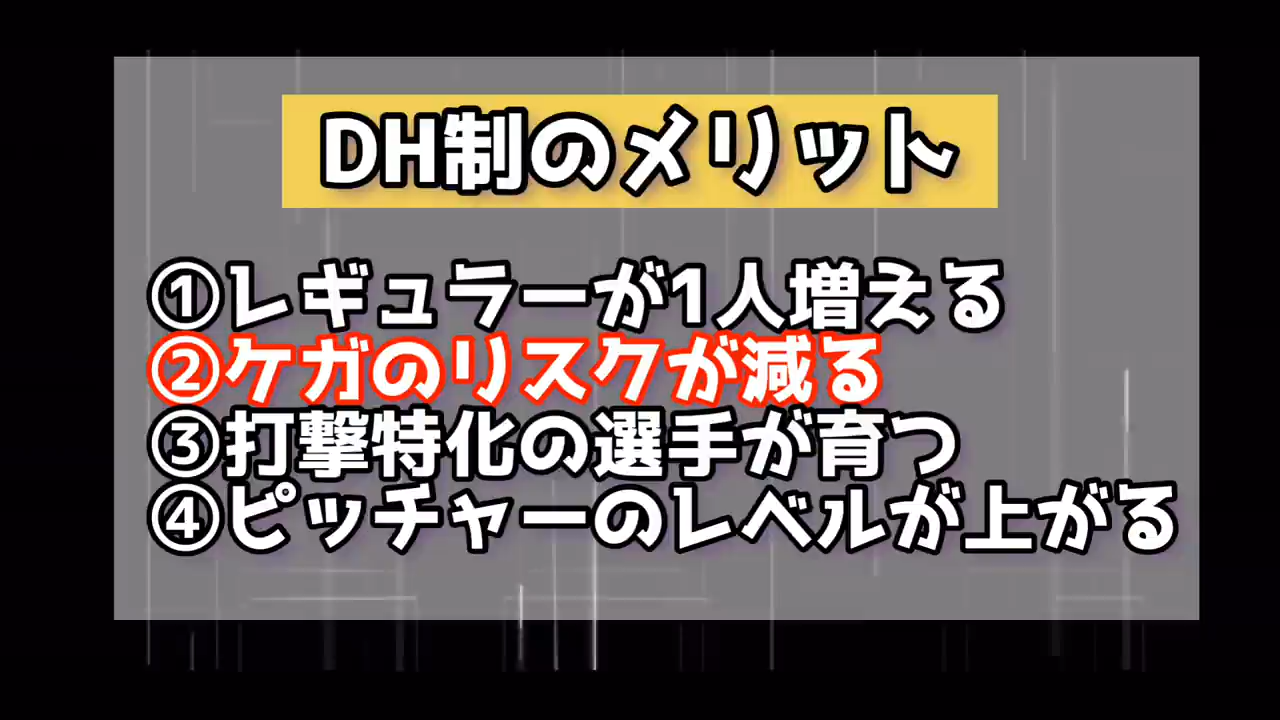 DH制のメリット
①レギュラーが1人増える
②ケガのリスクが減る
③打撃特化の選手が育つ
④ピッチャーのレベルが上がる